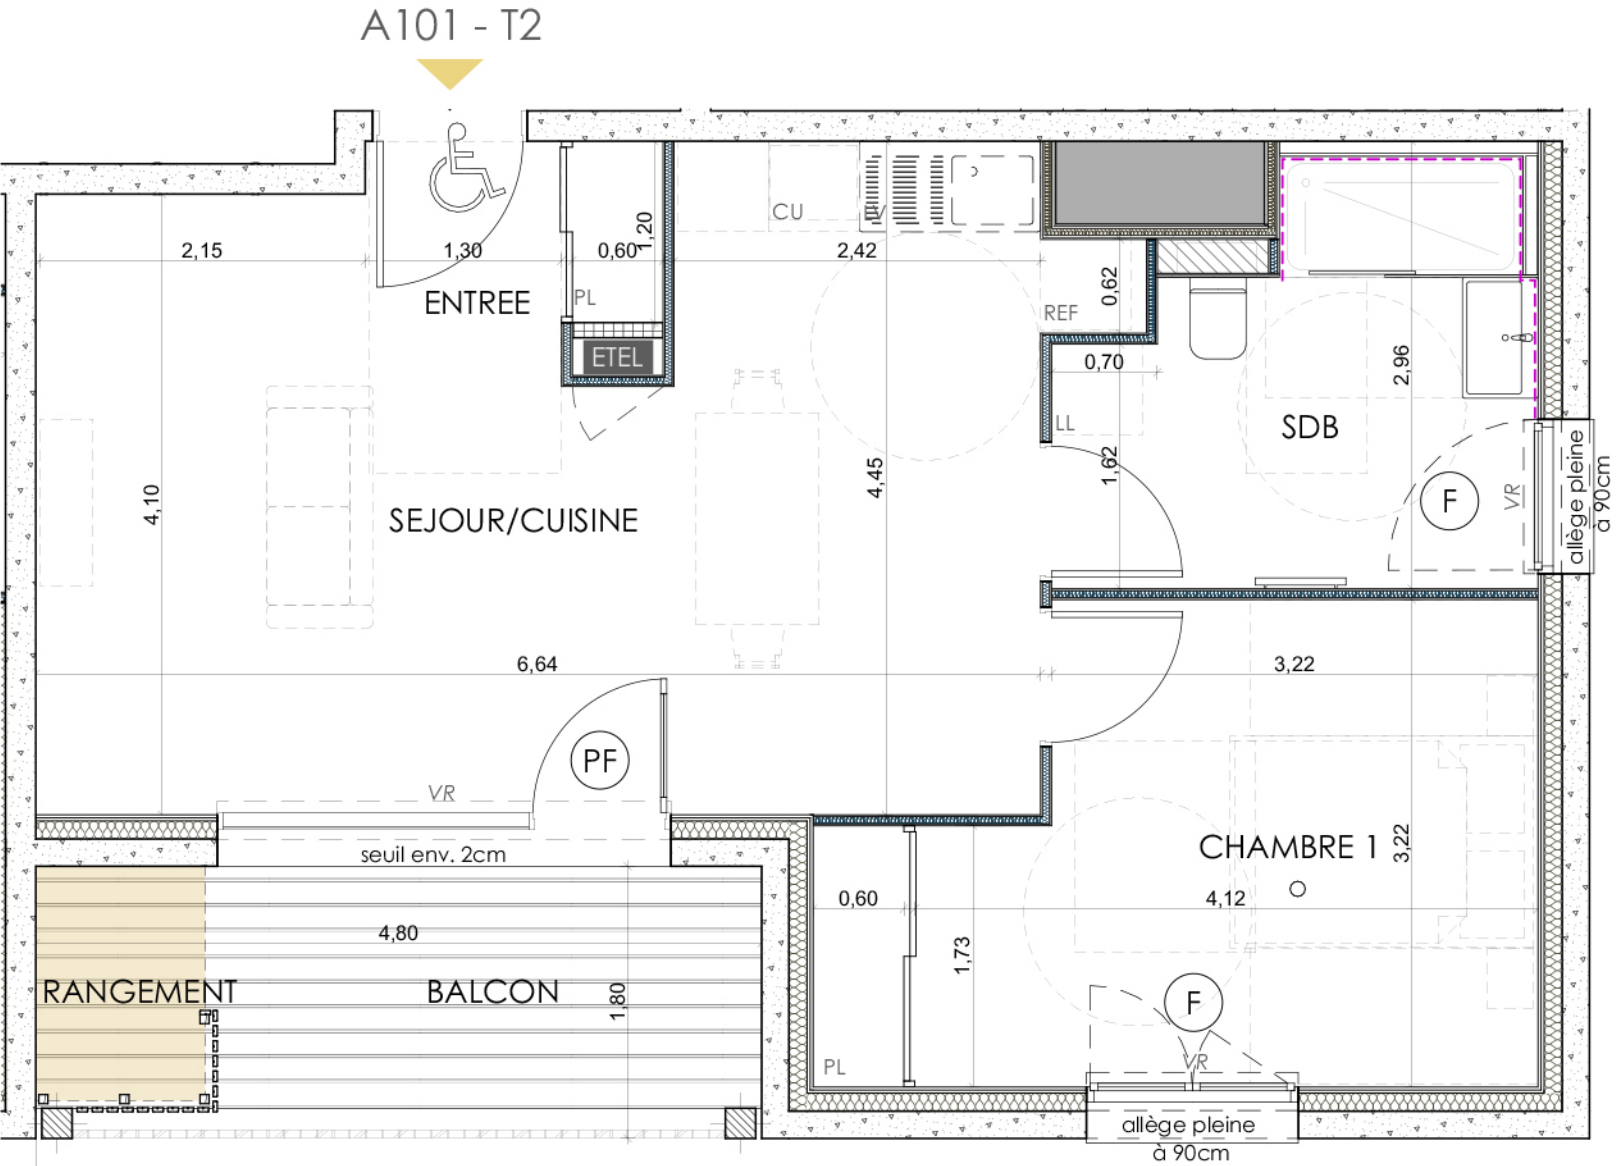 A101 - T2
CU
LV
2,15
1,30
0,60
1,20
2,42
PL
ENTREE
0,62
REF
ETEL
0,70
2,96
LL
SDB
4,10
4,45
1,62
F
VR
allège pleine
à 90cm
SEJOUR/CUISINE
6,64
3,22
PF
VR
seuil env. 2cm
CHAMBRE 1
3,22
0,60
4,12
4,80
1,73
RANGEMENT
BALCON
1,80
F
VR
PL
allège pleine
à 90cm